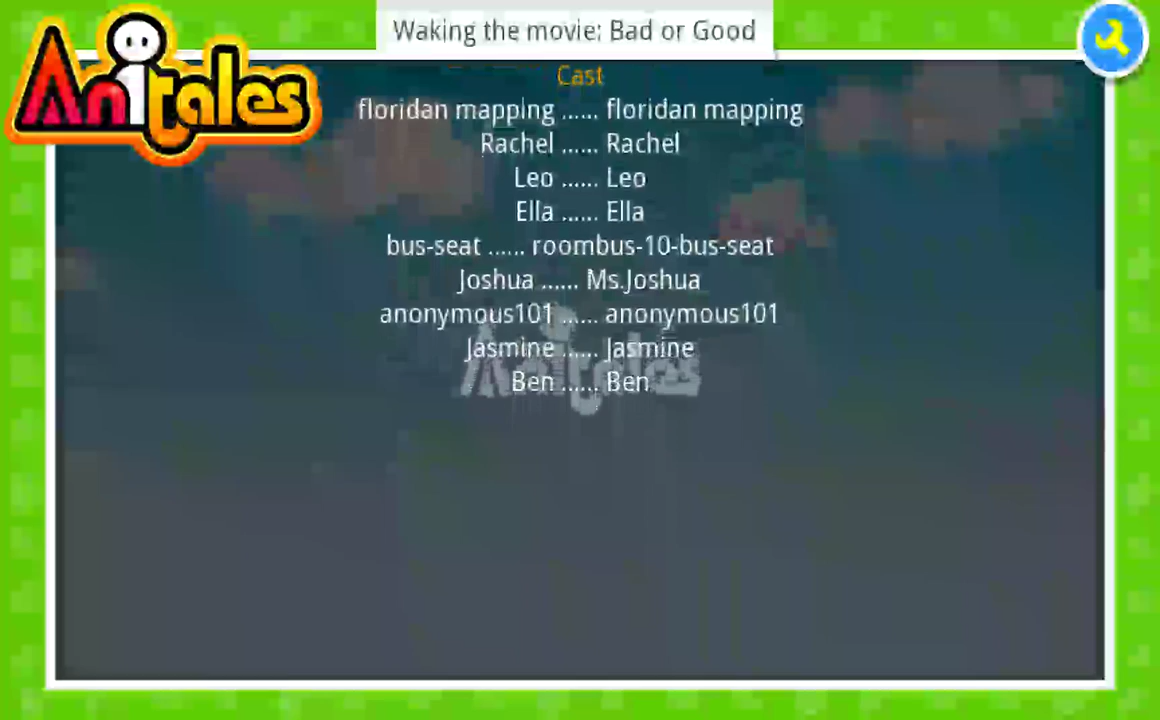 Waking the movie: Bad or Good
Anitales
Cast
floridan mapping ...... floridan mapping
Rachel ...... Rachel
Leo ...... Leo
Ella ...... Ella
bus-seat ...... roombus-10-bus-seat
Joshua ...... Ms.Joshua
anonymous101 ...... anonymous101
Jasmine ...... Jasmine
Ben ...... Ben
Anitales